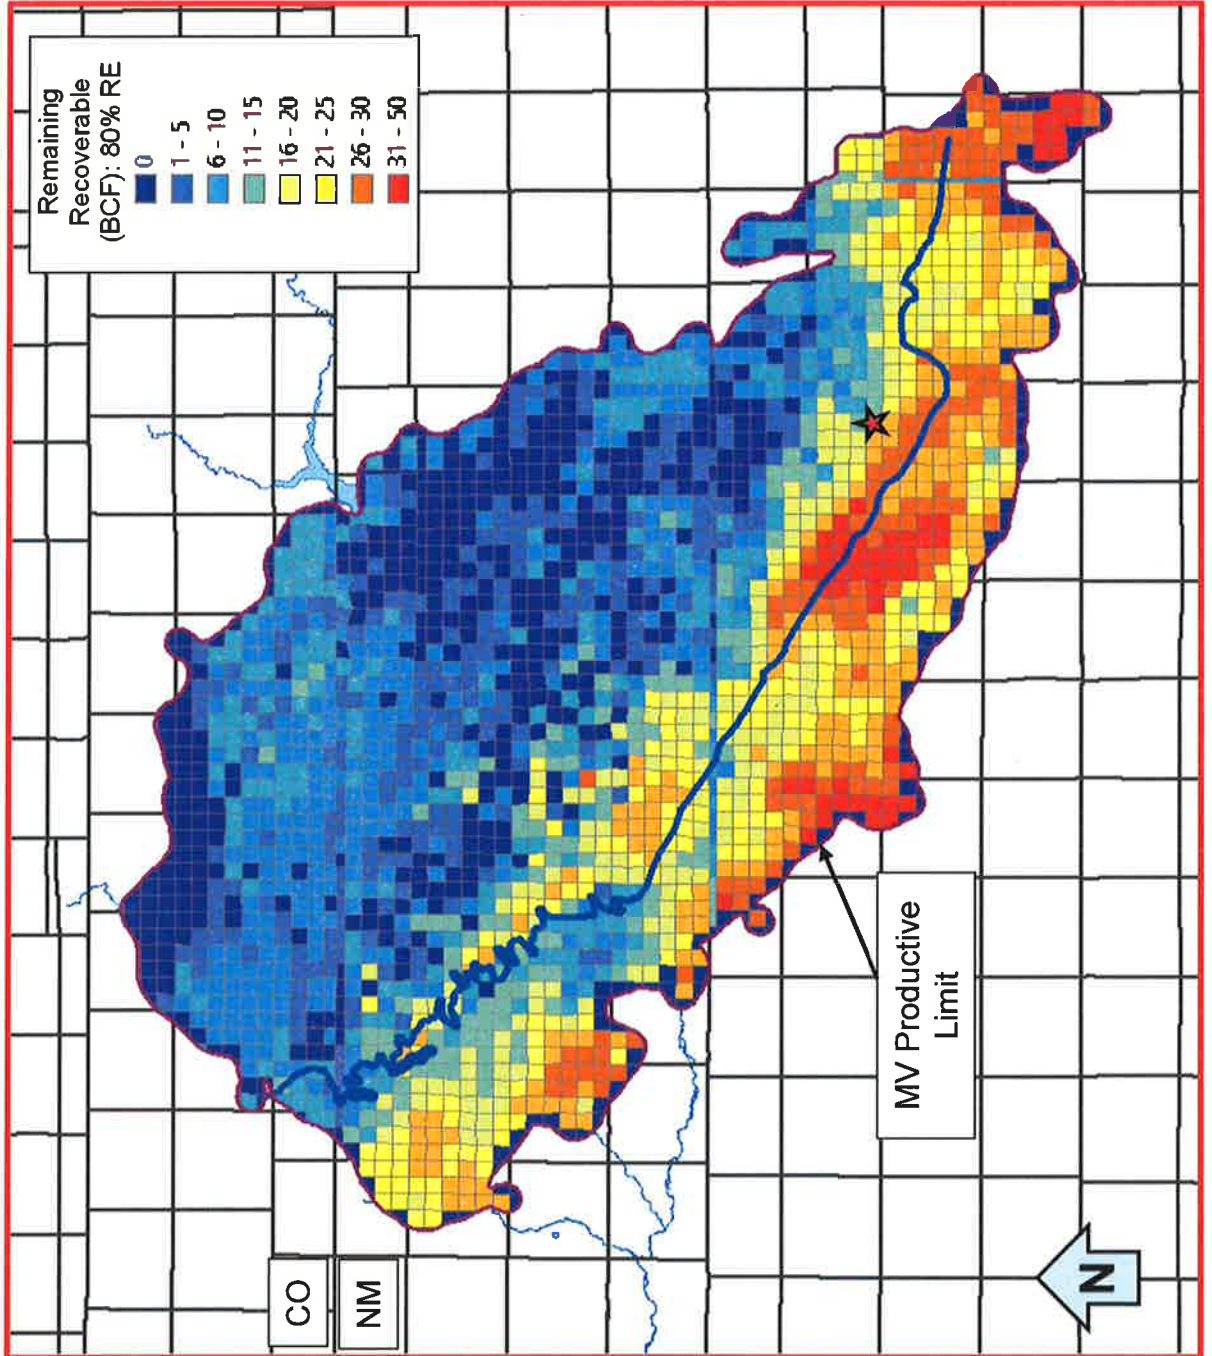 Remaining
Recoverable
(BCF): 80% RE
0
1 - 5
6 - 10
11 - 15
16 - 20
21 - 25
26 - 30
31 - 50
CO
NM
MV Productive
Limit
N